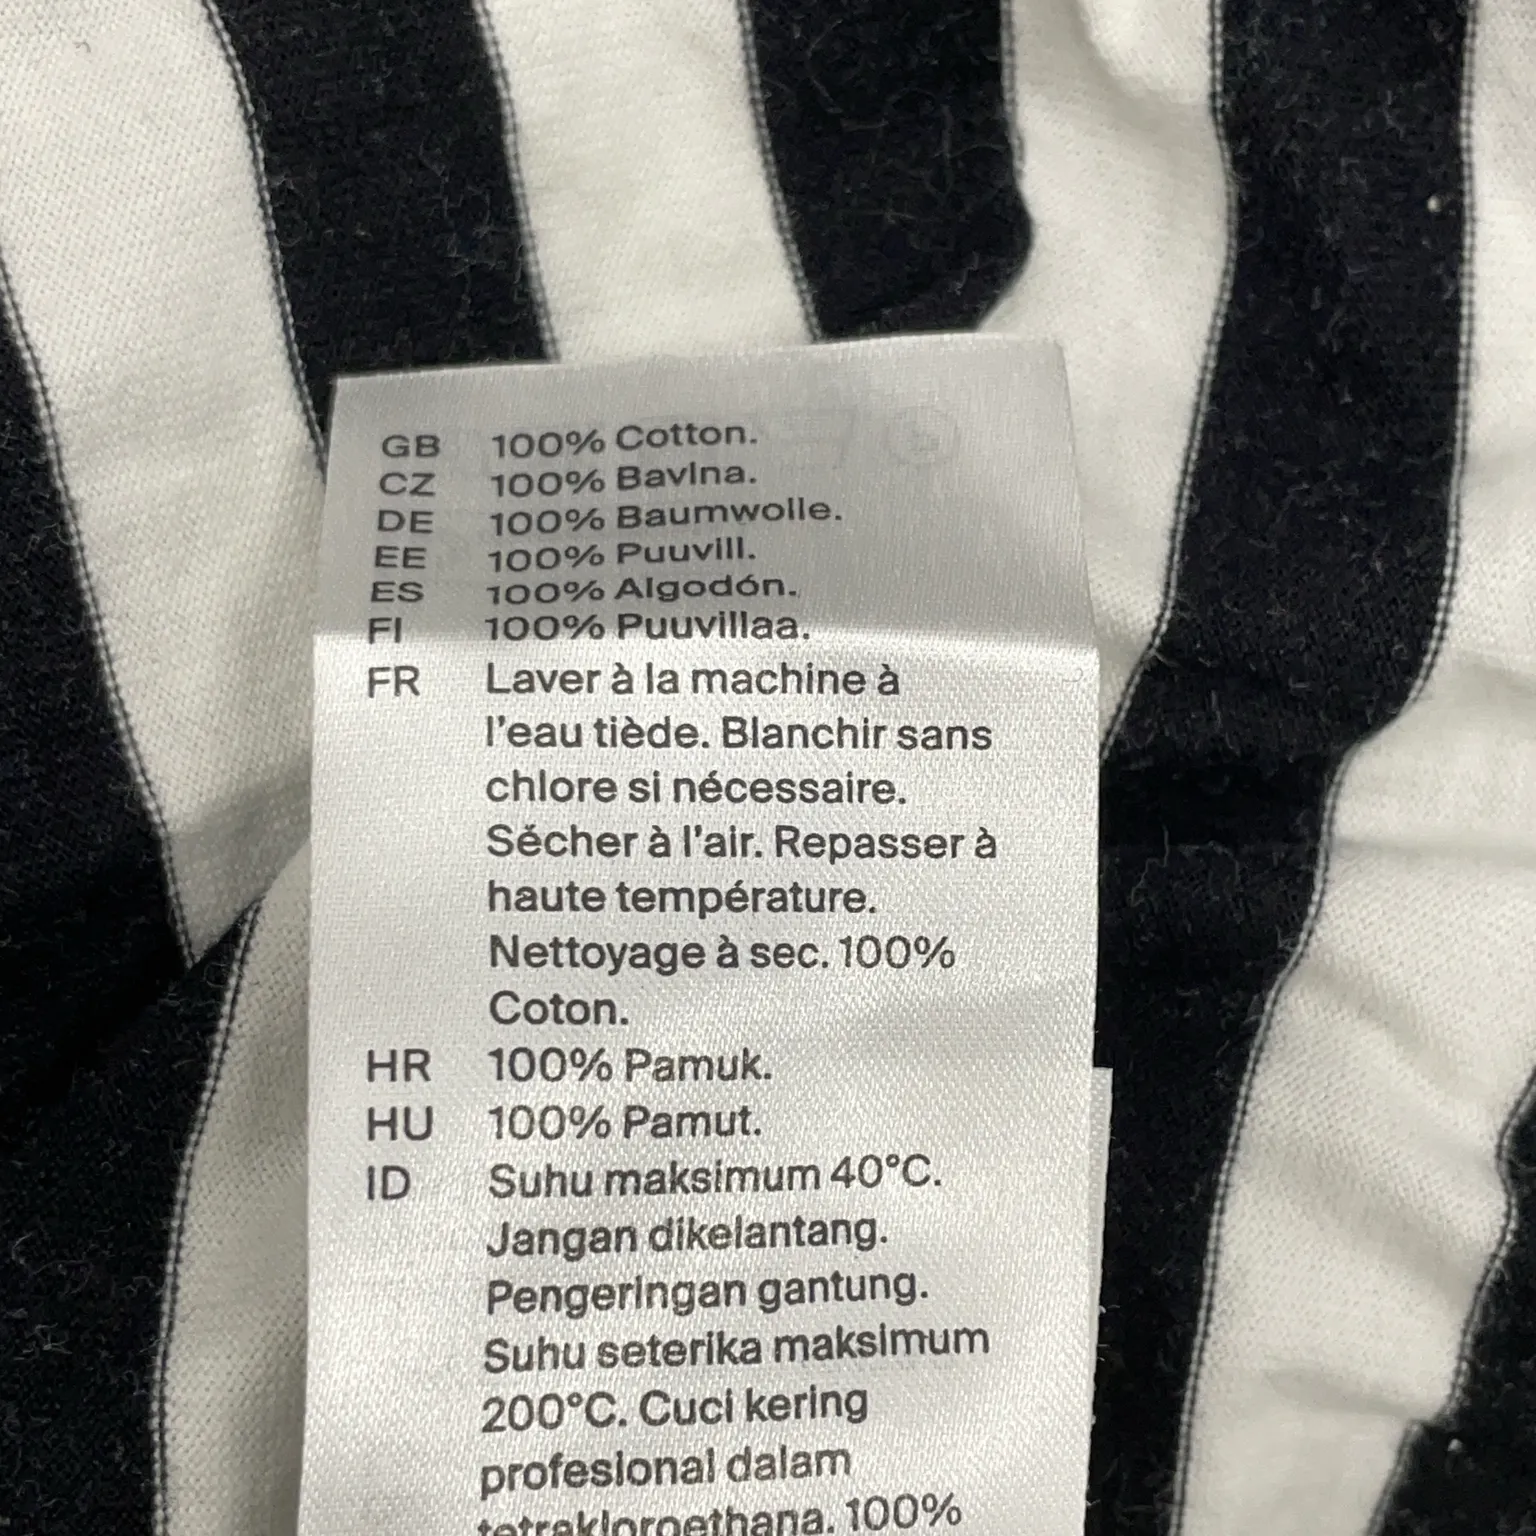 GB 100% Cotton.
CZ 100% Bavlna.
DE 100% Baumwolle.
EE 100% Puuvill.
ES 100% Algodón.
FI 100% Puuvillaa.
FR Laver à la machine à
l'eau tiède. Blanchir sans
chlore si nécessaire.
Sécher à l'air. Repasser à
haute température.
Nettoyage à sec. 100%
Coton.
HR 100% Pamuk.
HU 100% Pamut.
ID Suhu maksimum 40°C.
Jangan dikelantang.
Pengeringan gantung.
Suhu seterika maksimum
200°C. Cuci kering
profesional dalam
tetrakloroethana. 100%